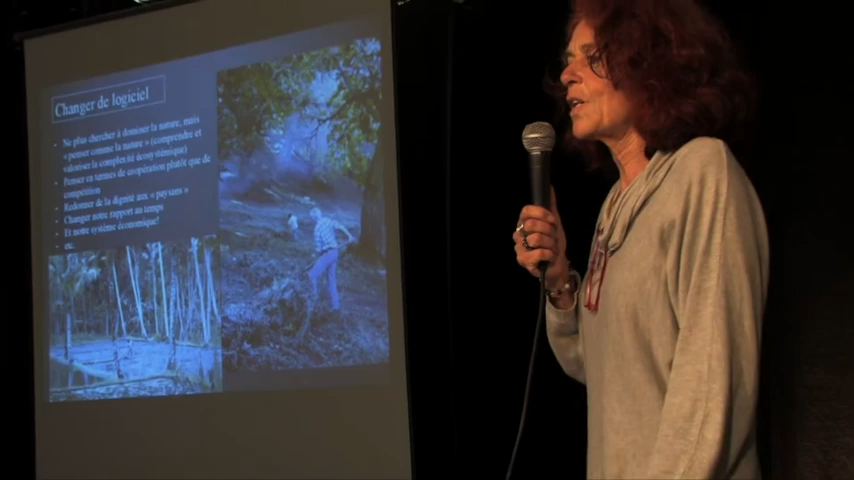 Changer de logiciel
- Ne plus chercher à dominer la nature, mais
« penser comme la nature » (comprendre et
valoriser la complexité écosystémique)
- Penser en termes de coopération plutôt que de
compétition
- Redonner de la dignité aux « paysans »
- Changer notre rapport au temps
- Et notre système économique!
- etc.